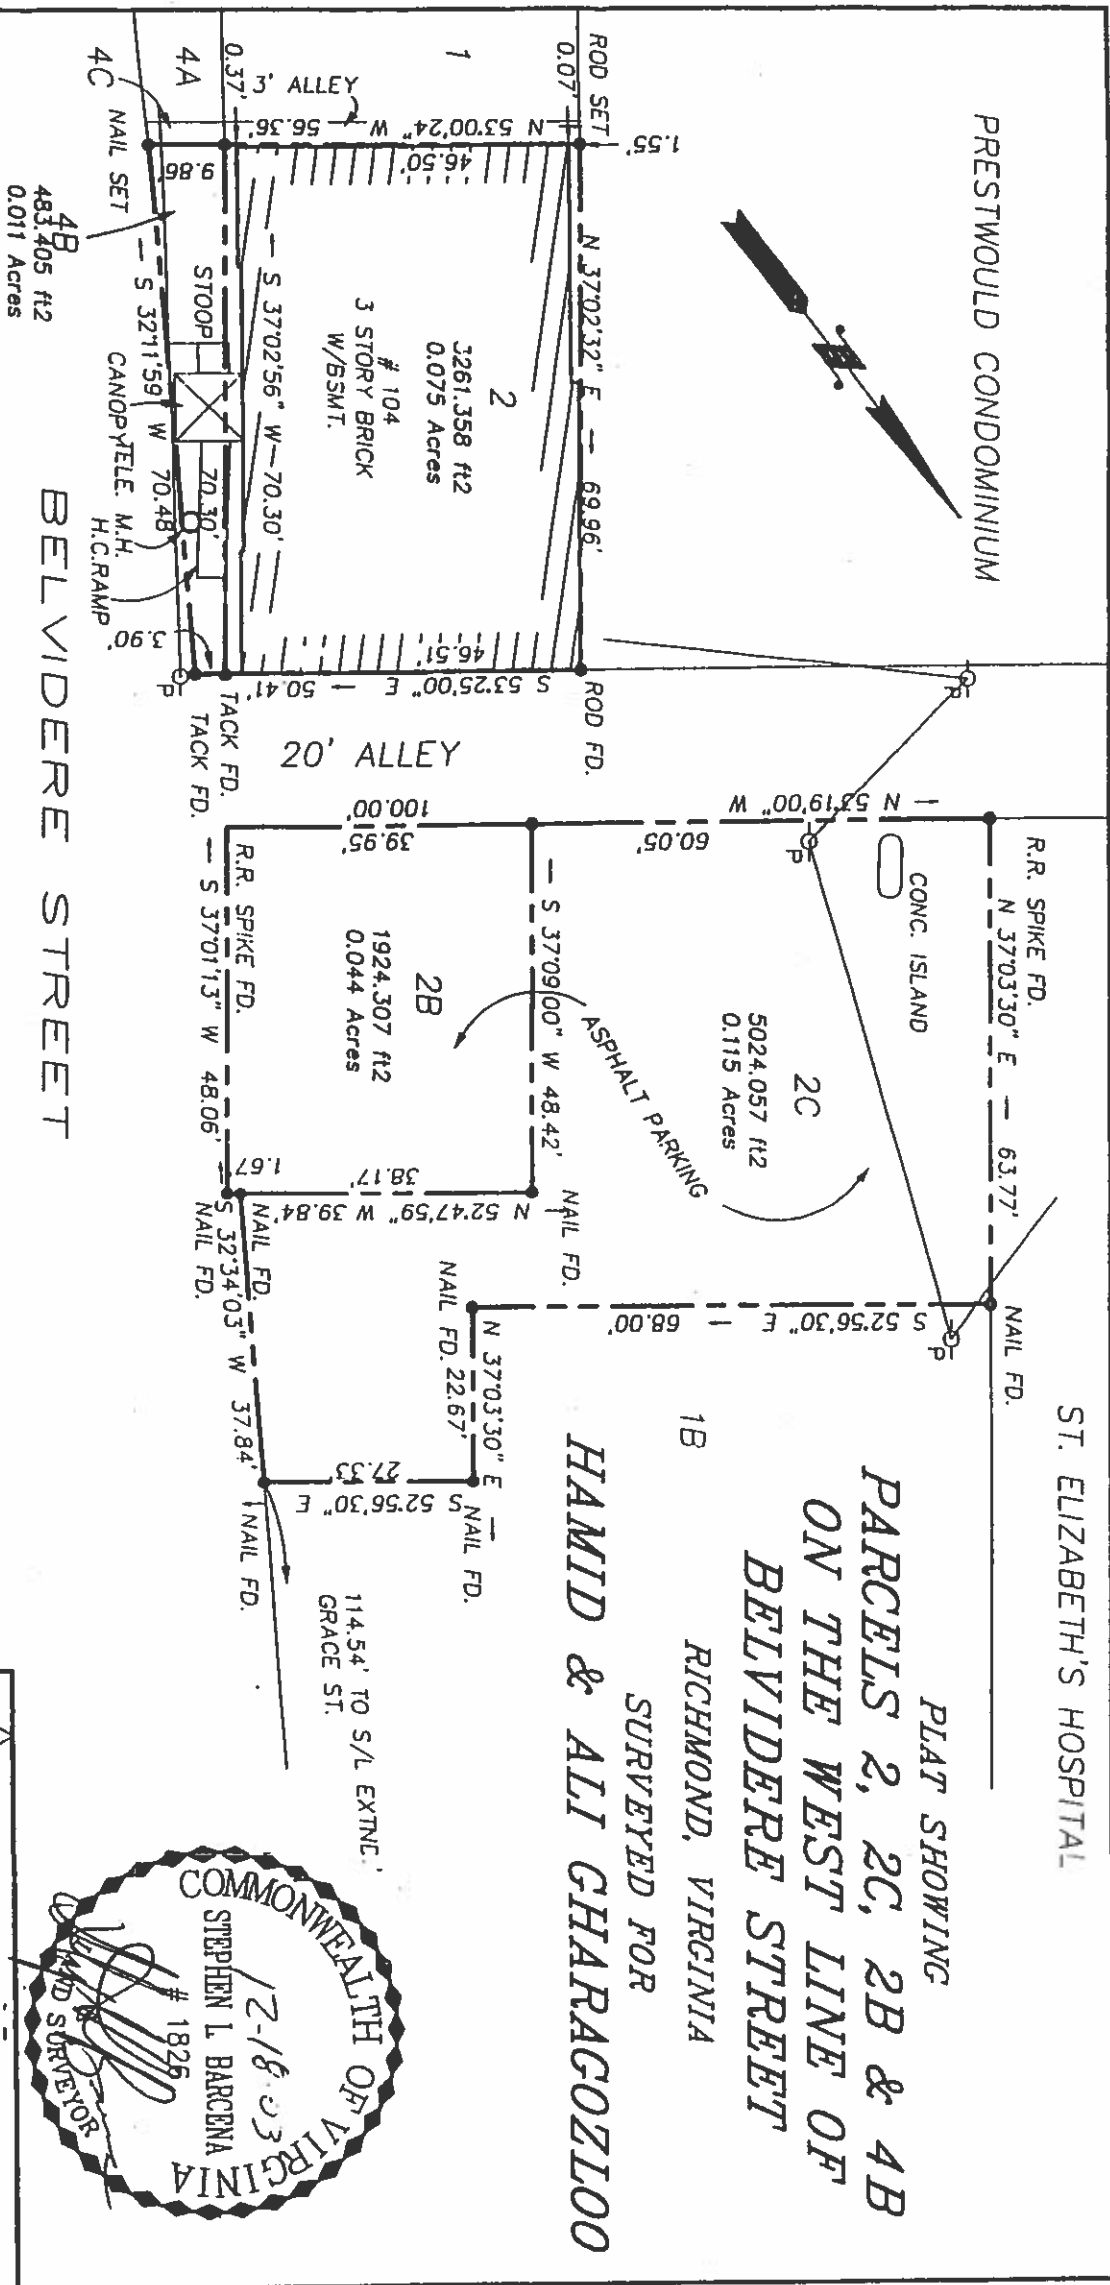 PRESTWOULD CONDOMINIUM
ST. ELIZABETH'S HOSPITAL
PLAT SHOWING
PARCELS 2, 2C, 2B & 4B
ON THE WEST LINE OF
BELVIDERE STREET
RICHMOND, VIRGINIA
SURVEYED FOR
HAMID & ALI GHARAGOZLOO
1B
ROD SET
1.55'
0.07'
N 37°02'32" E — 69.96'
ROD FD.
1
3' ALLEY
N 53°00'24" W 56.36'
46.50'
2
3261.358 ft2
0.075 Acres
# 104
3 STORY BRICK
W/BSMT.
46.51'
S 53°25'00" E — 50.41'
— S 37°02'56" W — 70.30'
0.37'
4A
4C
NAIL SET
9.86'
STOOP
70.30'
3.90'
TACK FD.
TACK FD.
— S 32°11'59 W 70.48'
CANOPY
TELE. M.H.
H.C.RAMP
4B
483.405 ft2
0.011 Acres
20' ALLEY
P
P
P
P
R.R. SPIKE FD.
N 37°03'30" E — 63.77'
NAIL FD.
— N 53°19'00" W
100.00'
60.05'
39.95'
CONC. ISLAND
2C
5024.057 ft2
0.115 Acres
ASPHALT PARKING
— S 37°09'00" W 48.42'
NAIL FD.
S 52°56'30" E — 68.00'
2B
1924.307 ft2
0.044 Acres
— N 52°47'59" W 39.84'
38.17'
1.67
NAIL FD.
N 37°03'30" E —
22.67'
NAIL FD.
S 52°56'30" E
27.33
R.R. SPIKE FD.
— S 37°01'13" W 48.06' —
NAIL FD.
NAIL FD.
S 32°34'03" W 37.84'
NAIL FD.
114.54' TO S/L EXTND.
GRACE ST.
BELVIDERE STREET
COMMONWEALTH OF VIRGINIA
12-18-03
STEPHEN L BARCENA
# 1826
LAND SURVEYOR